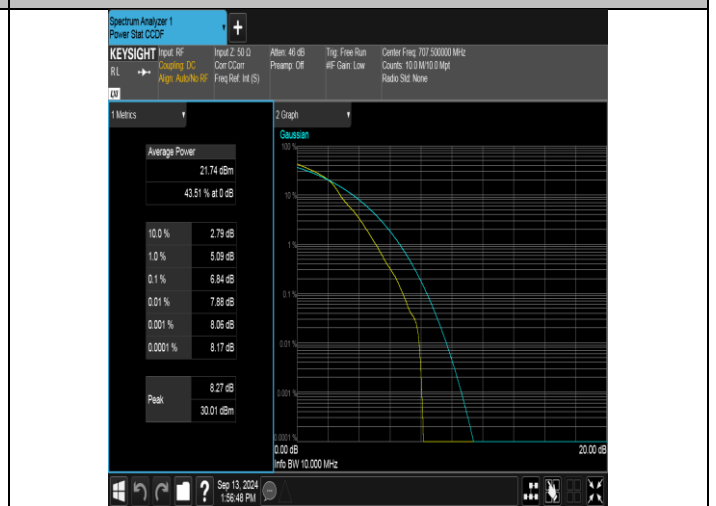 Spectrum Analyzer 1
Power Stat CCDF
+
KEYSIGHT
RL
Input: RF
Coupling: DC
Align: Auto/No RF
Input Z: 50 Ω
Corr CCorr
Freq Ref: Int (S)
Atten: 46 dB
Preamp: Off
Trig: Free Run
#IF Gain: Low
Center Freq: 707.500000 MHz
Counts: 10.0 M/10.0 Mpt
Radio Std: None
1 Metrics
Average Power
21.74 dBm
43.51 % at 0 dB
10.0 % 2.79 dB
1.0 % 5.09 dB
0.1 % 6.84 dB
0.01 % 7.88 dB
0.001 % 8.06 dB
0.0001 % 8.17 dB
Peak
8.27 dB
30.01 dBm
2 Graph
Gaussian
100 %
10 %
1 %
0.1 %
0.01 %
0.001 %
0.0001 %
0.00 dB 20.00 dB
Info BW 10.000 MHz
?
Sep 13, 2024
1:56:48 PM